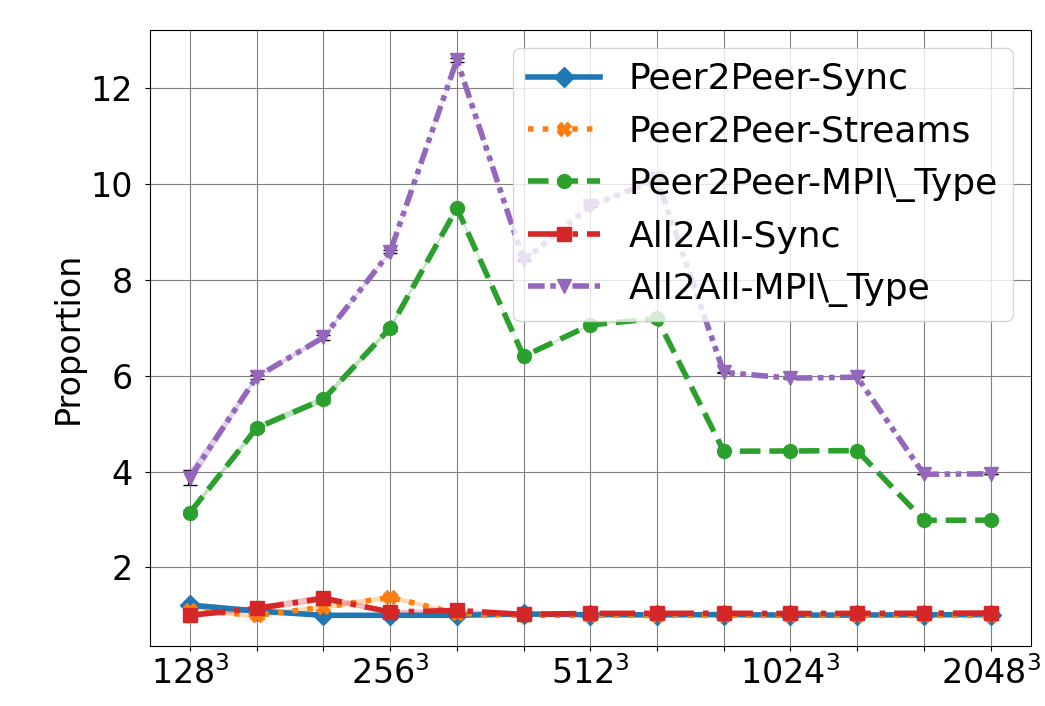 Proportion
12
10
8
6
4
2
128³
256³
512³
1024³
2048³
Peer2Peer-Sync
Peer2Peer-Streams
Peer2Peer-MPI\_Type
All2All-Sync
All2All-MPI\_Type